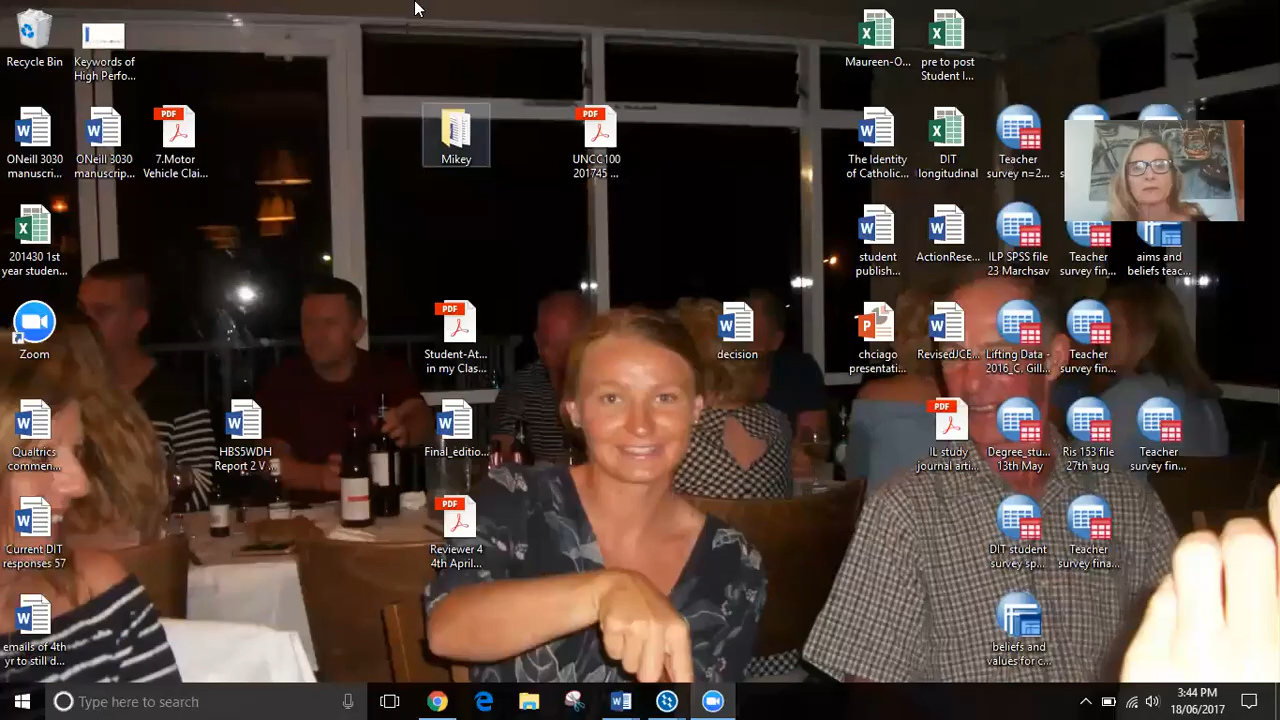 Recycle Bin
Keywords of
High Perfo...
Maureen-O...
pre to post
Student I...
ONeill 3030
manuscri...
ONeill 3030
manuscrip...
7.Motor
Vehicle Clai...
Mikey
UNCC100
201745 ...
The Identity
of Catholic...
DIT
longitudinal
Teacher
survey n=2...
201430 1st
year studen...
student
publish...
ActionRese...
ILP SPSS file
23 Marchsav
Teacher
survey fin...
aims and
beliefs teac...
Zoom
Student-At...
in my Clas...
decision
chciago
presentati...
RevisedJCE...
Lifting Data -
2016_C. Gill...
Teacher
survey fin...
Qualtrics
commen...
HBS5WDH
Report 2 V ...
Final_editio...
IL study
journal arti...
Degree_stu...
13th May
Ris 153 file
27th aug
Teacher
survey fin...
Current DIT
responses 57
Reviewer 4
4th April...
DIT student
survey sp...
Teacher
survey fina...
emails of 4th
yr to still d...
beliefs and
values for c...
Type here to search
3:44 PM
18/06/2017